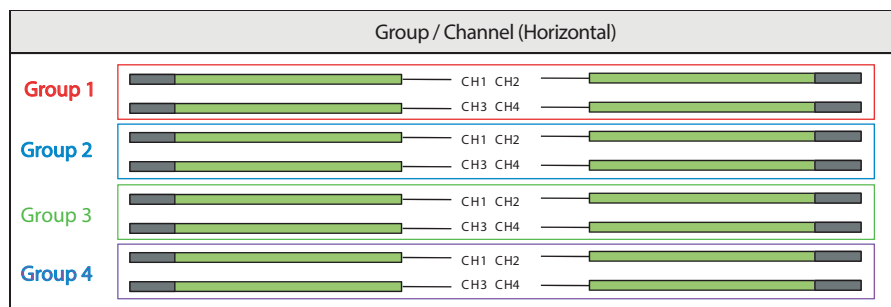 Group / Channel (Horizontal)
Group 1
CH1 CH2
CH3 CH4
Group 2
CH1 CH2
CH3 CH4
Group 3
CH1 CH2
CH3 CH4
Group 4
CH1 CH2
CH3 CH4